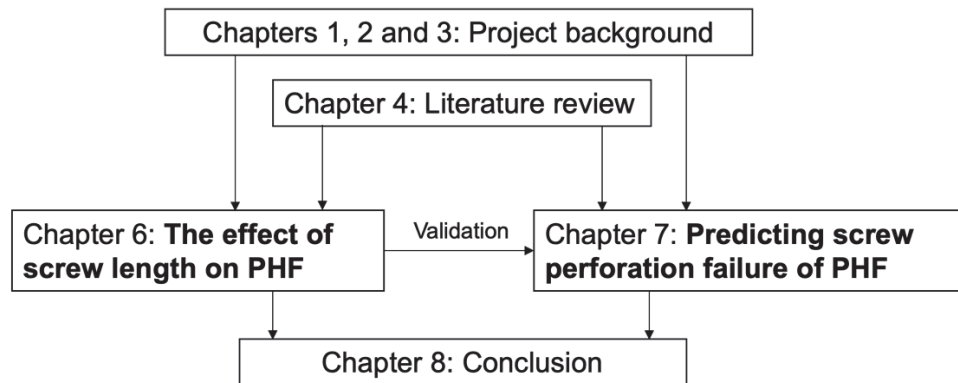 Chapters 1, 2 and 3: Project background
Chapter 4: Literature review
Chapter 6: The effect of
screw length on PHF
Validation
Chapter 7: Predicting screw
perforation failure of PHF
Chapter 8: Conclusion